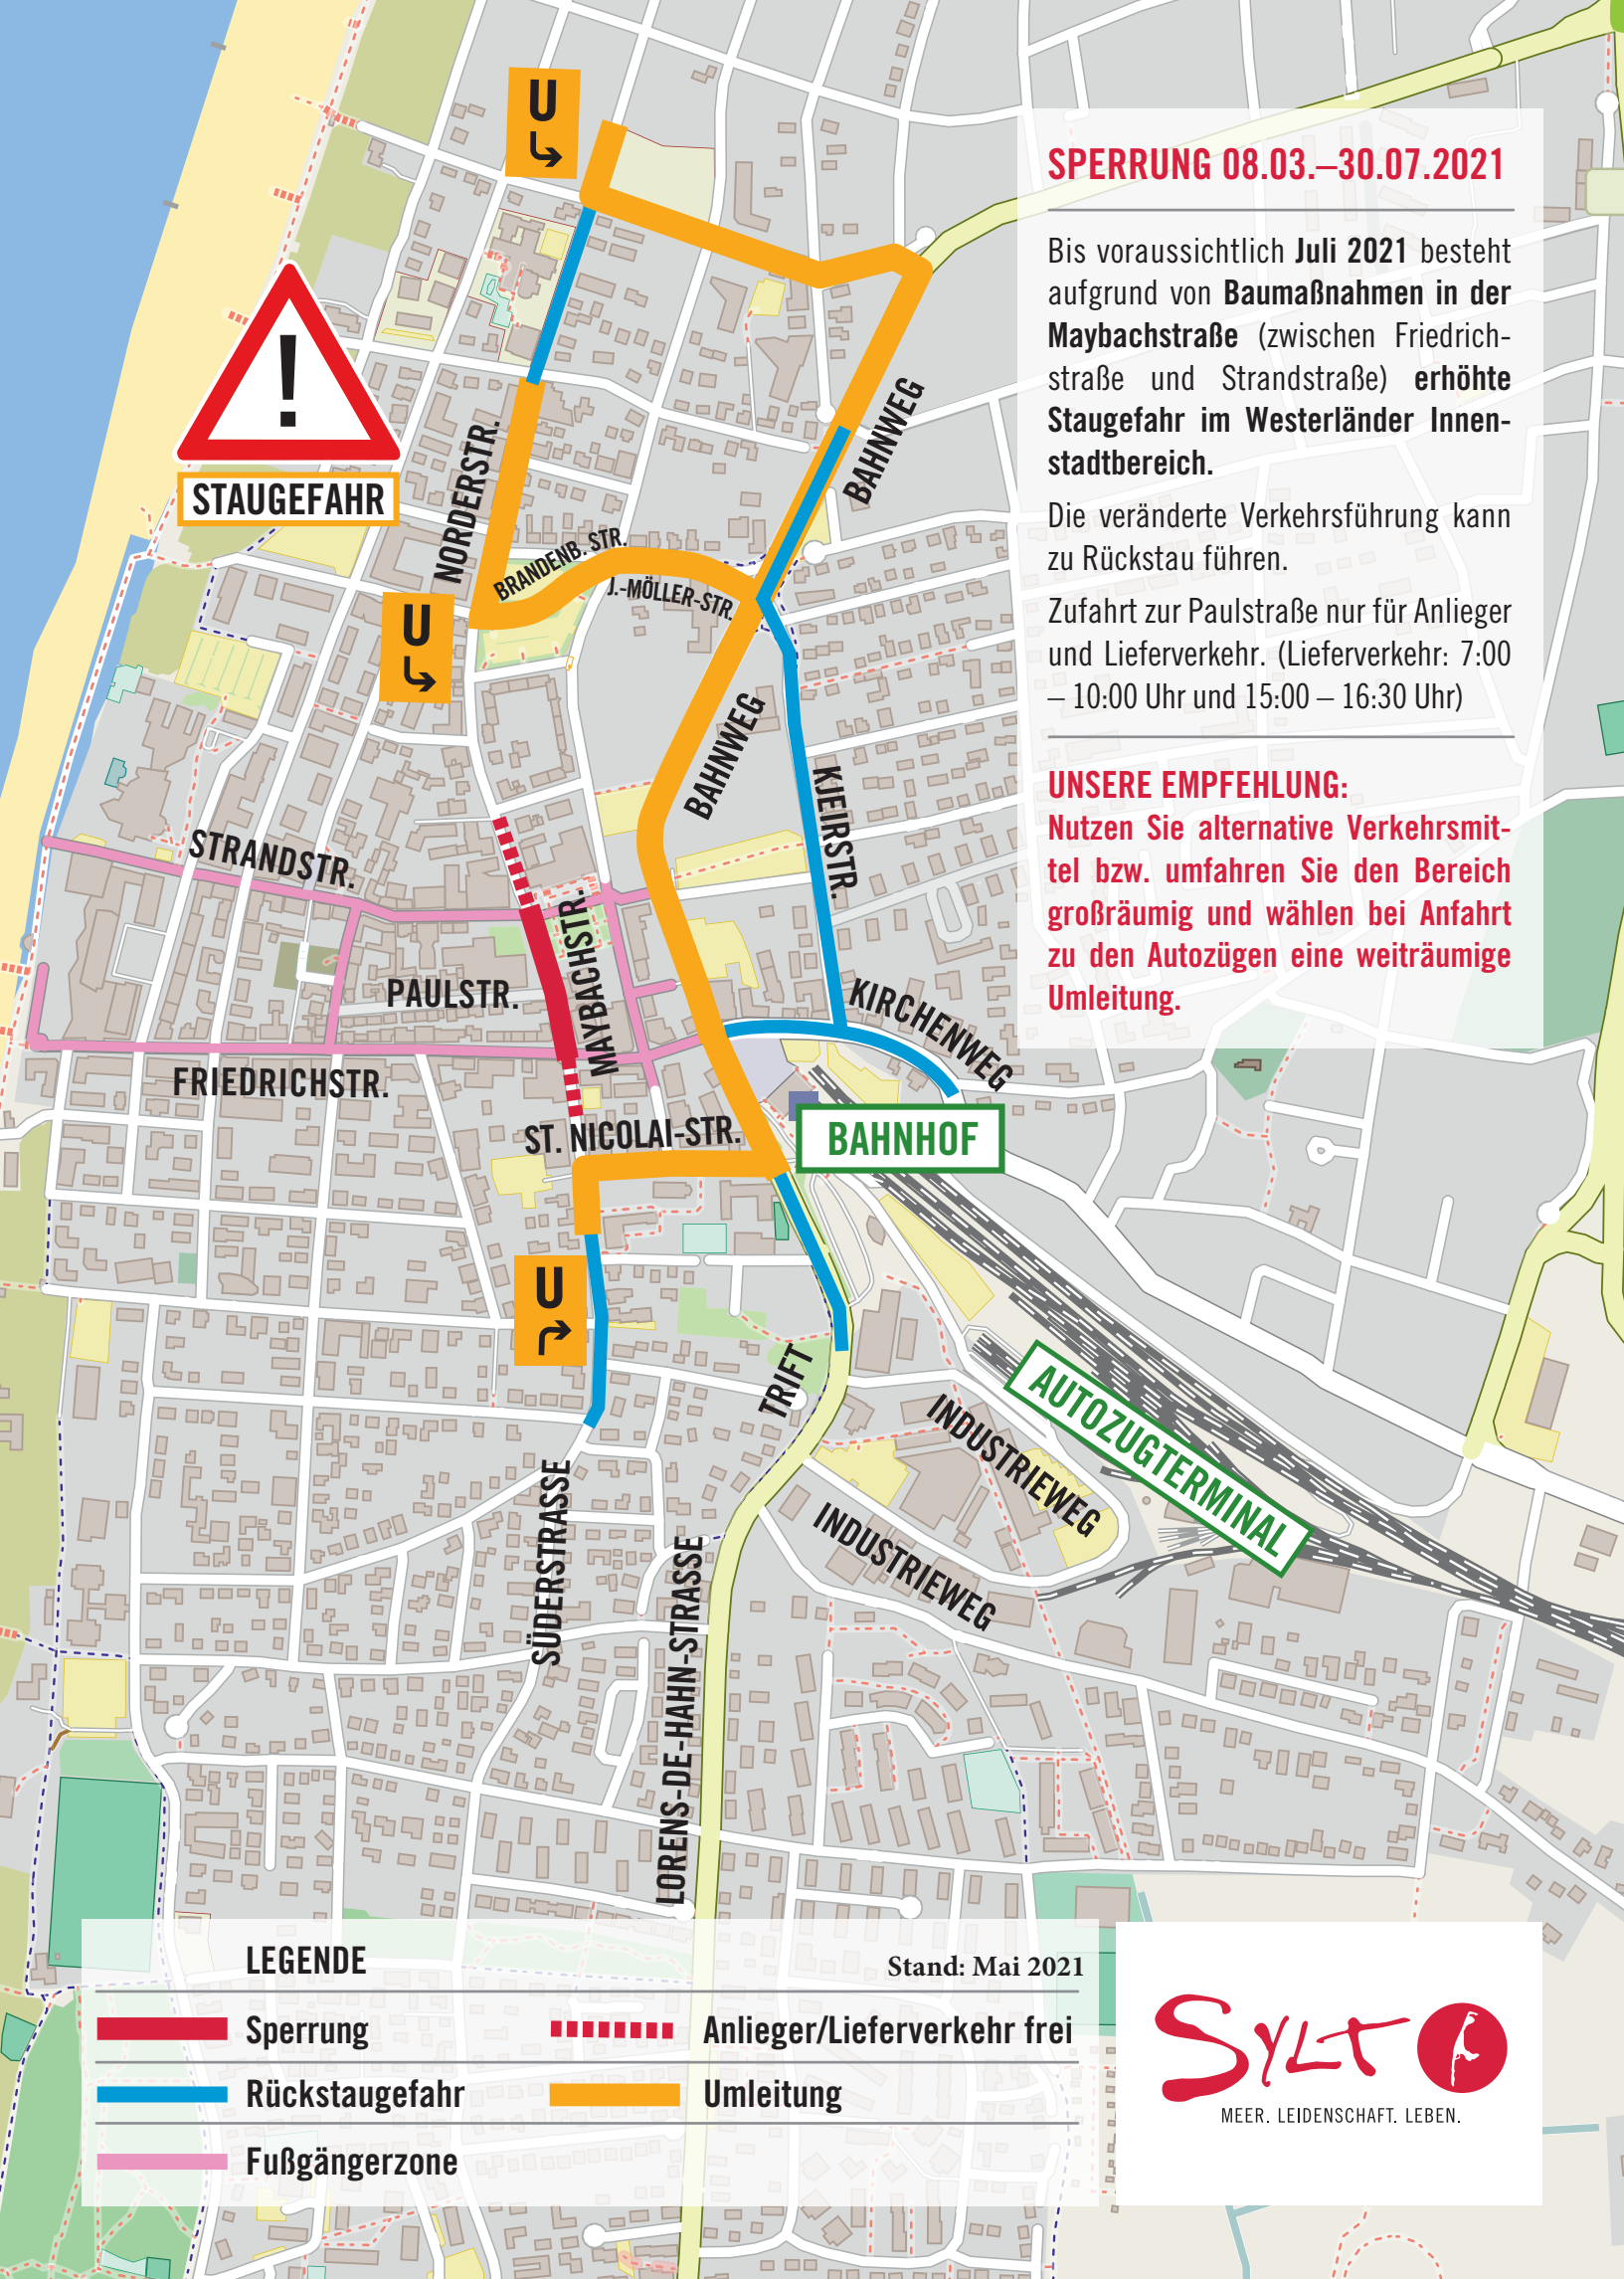 U
SPERRUNG 08.03.–30.07.2021
Bis voraussichtlich Juli 2021 besteht
aufgrund von Baumaßnahmen in der
Maybachstraße (zwischen Friedrich-
straße und Strandstraße) erhöhte
Staugefahr im Westerländer Innen-
stadtbereich.
Die veränderte Verkehrsführung kann
zu Rückstau führen.
Zufahrt zur Paulstraße nur für Anlieger
und Lieferverkehr. (Lieferverkehr: 7:00
– 10:00 Uhr und 15:00 – 16:30 Uhr)
UNSERE EMPFEHLUNG:
Nutzen Sie alternative Verkehrsmit-
tel bzw. umfahren Sie den Bereich
großräumig und wählen bei Anfahrt
zu den Autozügen eine weiträumige
Umleitung.
!
STAUGEFAHR
NORDERSTR.
BAHNWEG
BRANDENB. STR.
J.-MÖLLER-STR.
U
BAHNWEG
KJEIRSTR.
STRANDSTR.
MAYBACHSTR.
PAULSTR.
KIRCHENWEG
FRIEDRICHSTR.
ST. NICOLAI-STR.
BAHNHOF
U
TRIFT
AUTOZUGTERMINAL
INDUSTRIEWEG
INDUSTRIEWEG
SÜDERSTRASSE
LORENS-DE-HAHN-STRASSE
LEGENDE
Stand: Mai 2021
Sperrung
Anlieger/Lieferverkehr frei
Rückstaugefahr
Umleitung
Fußgängerzone
SYLT
MEER. LEIDENSCHAFT. LEBEN.